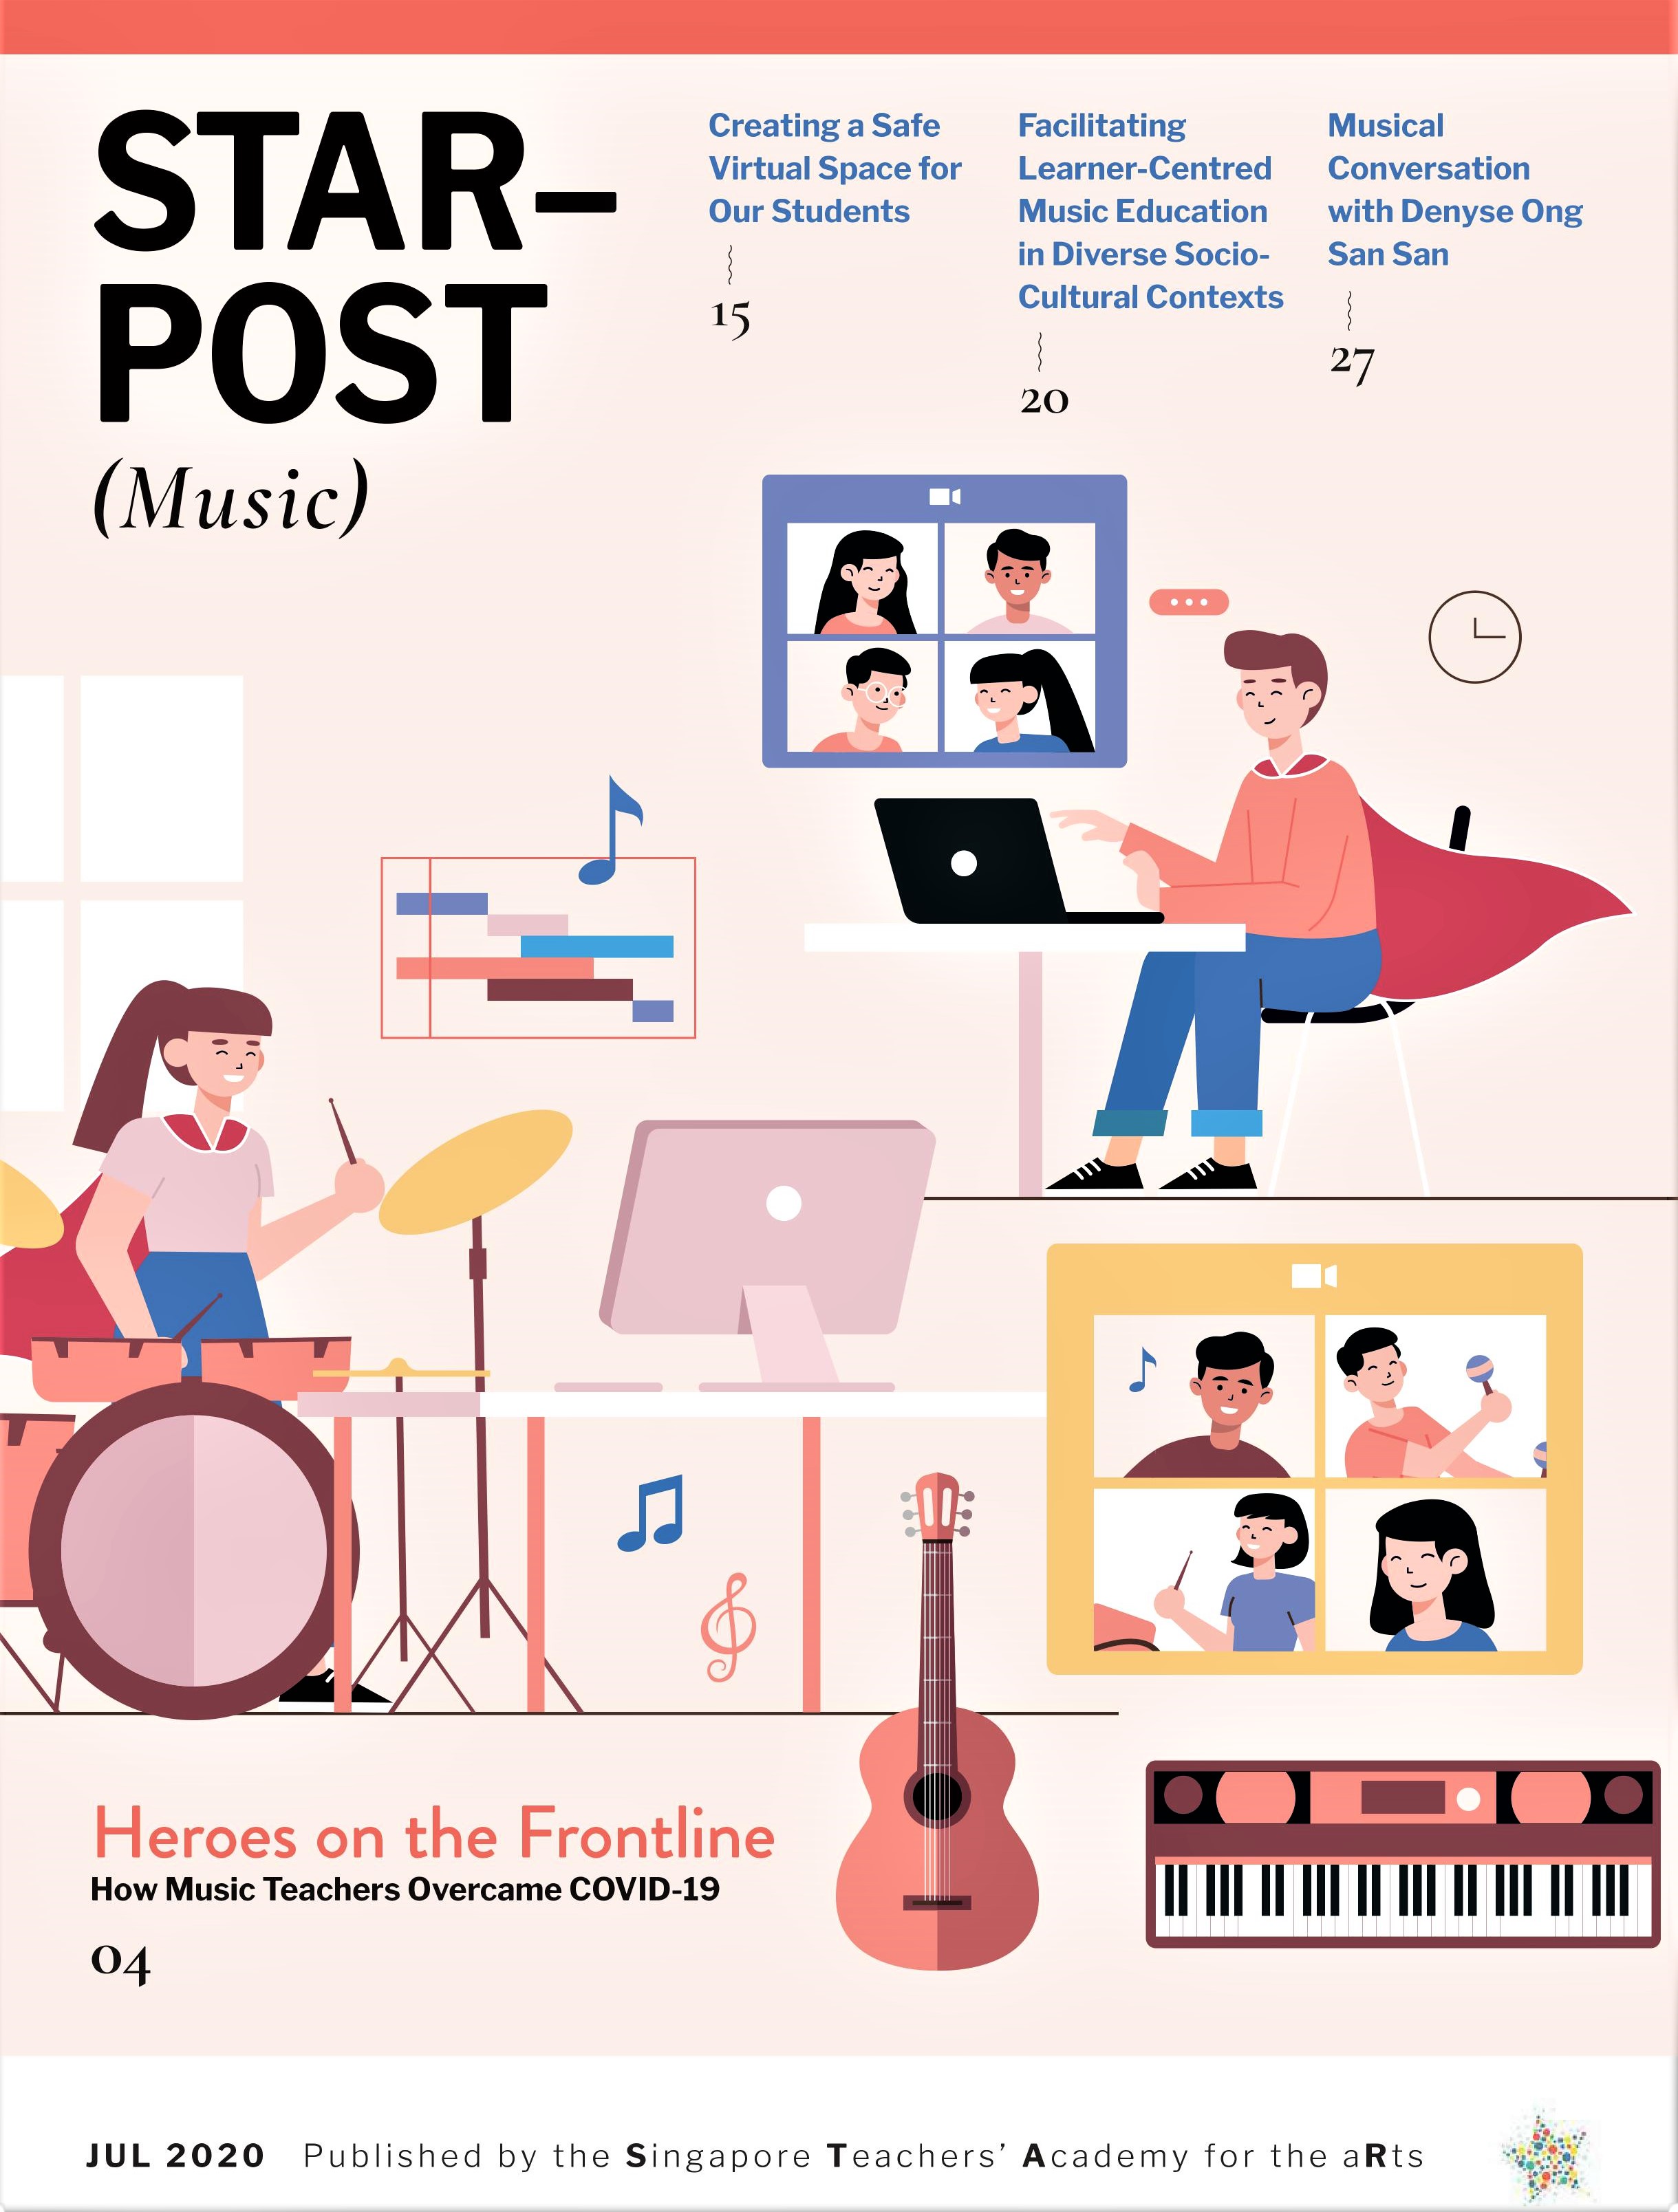 STAR–
POST
(Music)
Creating a Safe
Virtual Space for
Our Students
15
Facilitating
Learner-Centred
Music Education
in Diverse Socio-
Cultural Contexts
20
Musical
Conversation
with Denyse Ong
San San
27
Heroes on the Frontline
How Music Teachers Overcame COVID-19
04
JUL 2020 Published by the Singapore Teachers’ Academy for the aRts